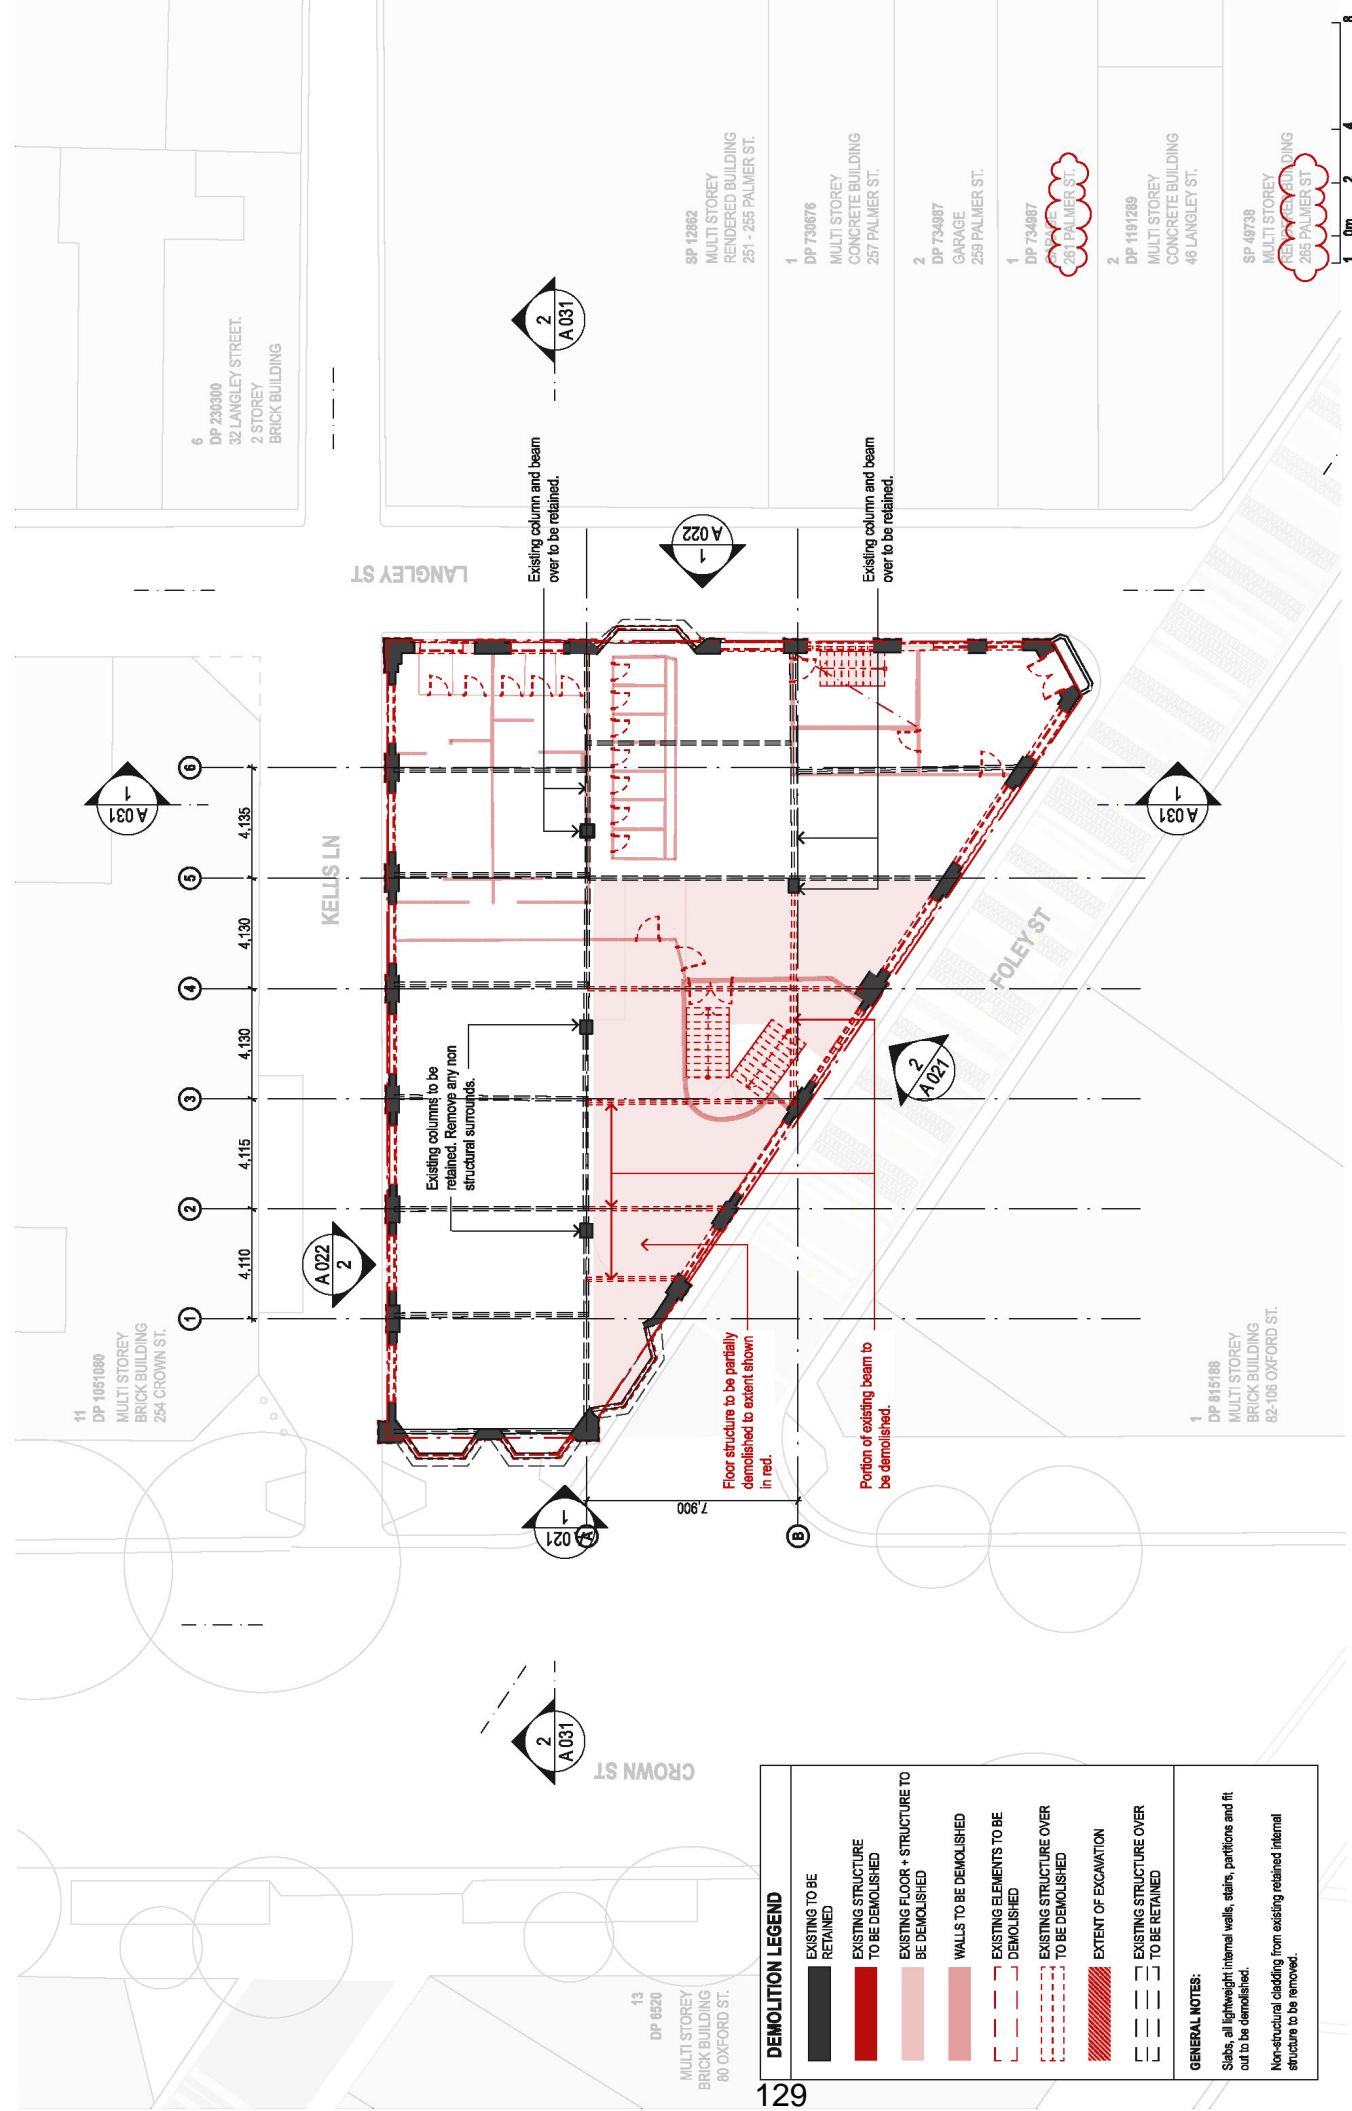 6
DP 230300
32 LANGLEY STREET.
2 STOREY
BRICK BUILDING
SP 12862
MULTI STOREY
RENDERED BUILDING
251 - 255 PALMER ST.
1
DP 730676
MULTI STOREY
CONCRETE BUILDING
257 PALMER ST.
2
DP 734987
GARAGE
259 PALMER ST.
1
DP 734987
GARAGE
261 PALMER ST.
2
DP 1191289
MULTI STOREY
CONCRETE BUILDING
46 LANGLEY ST.
SP 49738
MULTI STOREY
RENDERED BUILDING
265 PALMER ST
1 0m 2 4 8
2
A 031
LANGLEY ST
Existing column and beam
over to be retained.
1
A 022
Existing column and beam
over to be retained.
1
A 031
KELLS LN
6
5
4
3
2
1
4,135
4,130
4,130
4,115
4,110
1
A 031
FOLEY ST
2
A 021
Existing columns to be
retained. Remove any non
structural surrounds.
A 022
2
11
DP 1051080
MULTI STOREY
BRICK BUILDING
254 CROWN ST.
Floor structure to be partially
demolished to extent shown
in red.
Portion of existing beam to
be demolished.
1
DP 815188
MULTI STOREY
BRICK BUILDING
82-106 OXFORD ST.
7,900
A
B
1
A 021
2
A 031
CROWN ST
13
DP 6520
MULTI STOREY
BRICK BUILDING
80 OXFORD ST.
DEMOLITION LEGEND
EXISTING TO BE
RETAINED
EXISTING STRUCTURE
TO BE DEMOLISHED
EXISTING FLOOR + STRUCTURE TO
BE DEMOLISHED
WALLS TO BE DEMOLISHED
EXISTING ELEMENTS TO BE
DEMOLISHED
EXISTING STRUCTURE OVER
TO BE DEMOLISHED
EXTENT OF EXCAVATION
EXISTING STRUCTURE OVER
TO BE RETAINED
GENERAL NOTES:
Slabs, all lightweight internal walls, stairs, partitions and fit
out to be demolished.
Non-structural cladding from existing retained internal
structure to be removed.
129